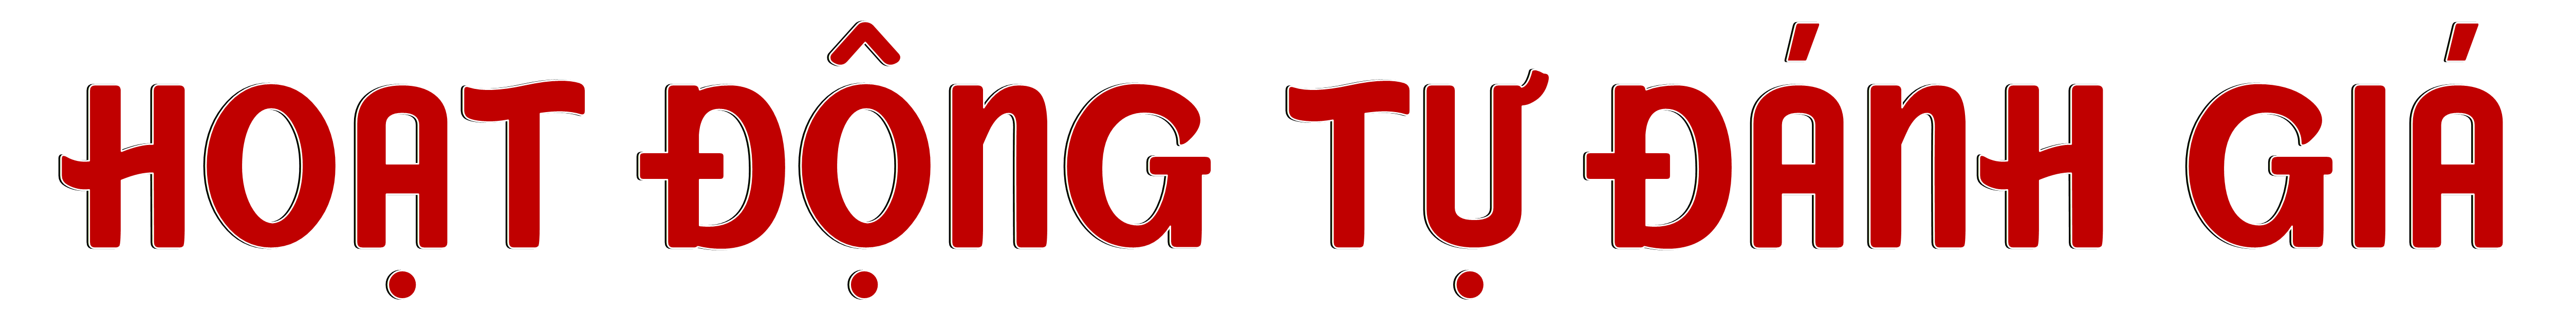 HOẠT ĐỘNG TỰ ĐÁNH GIÁ